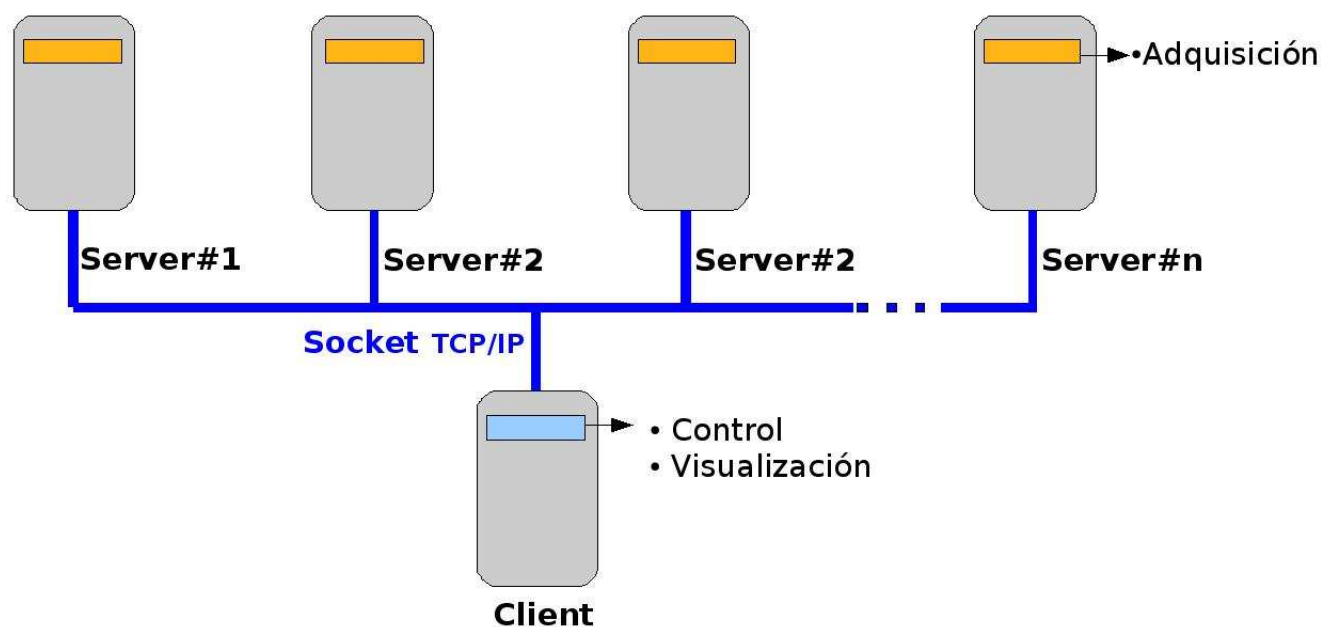 •Adquisición
Server#1
Server#2
Server#2
Server#n
Socket TCP/IP
• Control
• Visualización
Client